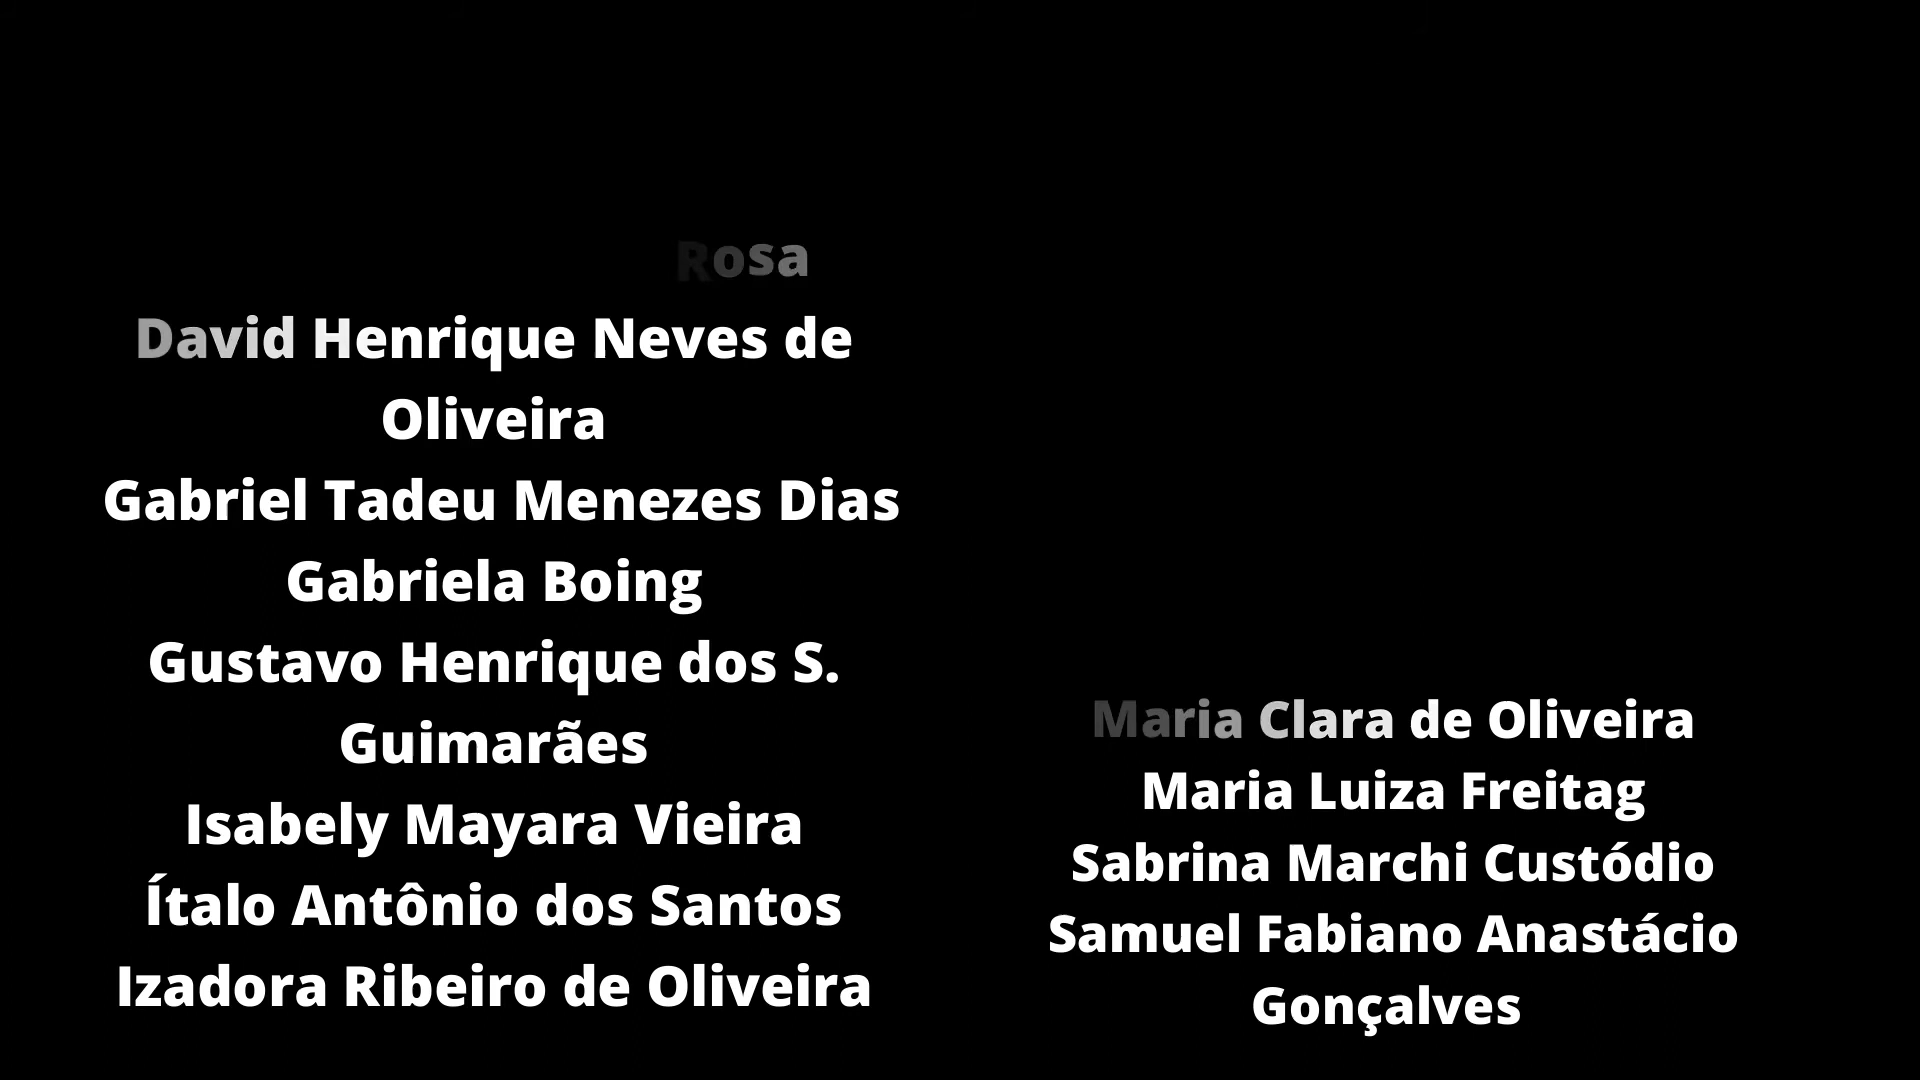 Rosa
David Henrique Neves de
Oliveira
Gabriel Tadeu Menezes Dias
Gabriela Boing
Gustavo Henrique dos S.
Guimarães
Isabely Mayara Vieira
Ítalo Antônio dos Santos
Izadora Ribeiro de Oliveira
Maria Clara de Oliveira
Maria Luiza Freitag
Sabrina Marchi Custódio
Samuel Fabiano Anastácio
Gonçalves